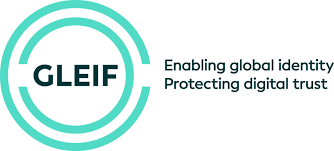 GLEIF
Enabling global identity
Protecting digital trust